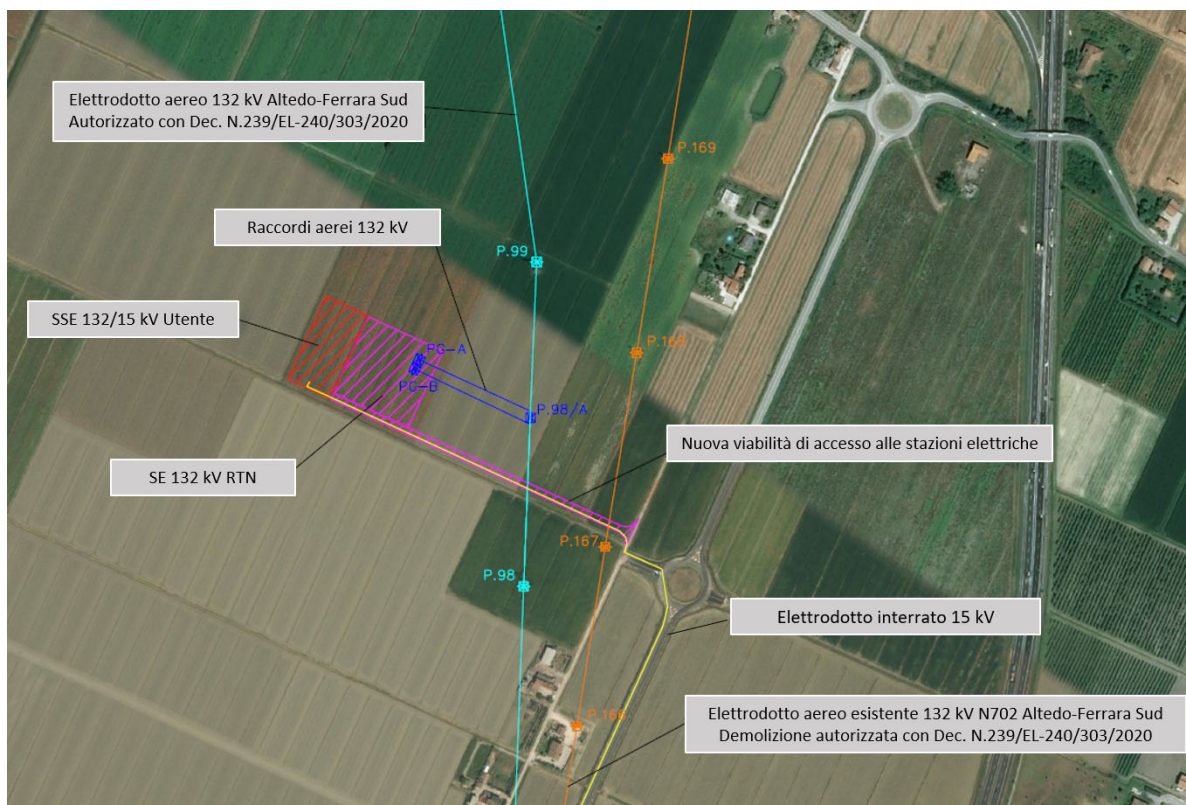 Elettrodotto aereo 132 kV Altedo-Ferrara Sud
Autorizzato con Dec. N.239/EL-240/303/2020
P.169
Raccordi aerei 132 kV
P.99
SSE 132/15 kV Utente
P.168
PG-A
PG-B
P.98/A
Nuova viabilità di accesso alle stazioni elettriche
SE 132 kV RTN
P.167
P.98
Elettrodotto interrato 15 kV
P.166
Elettrodotto aereo esistente 132 kV N702 Altedo-Ferrara Sud
Demolizione autorizzata con Dec. N.239/EL-240/303/2020